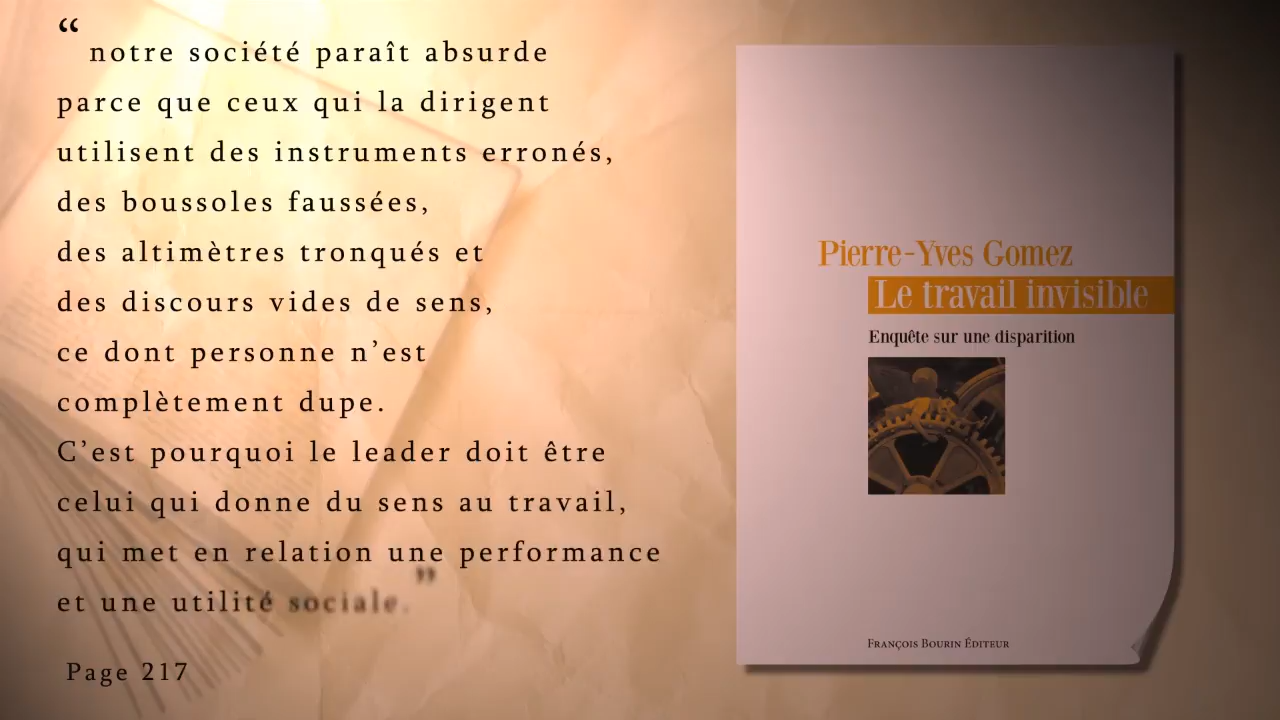 “ notre société paraît absurde
parce que ceux qui la dirigent
utilisent des instruments erronés,
des boussoles faussées,
des altimètres tronqués et
des discours vides de sens,
ce dont personne n’est
complètement dupe.
C’est pourquoi le leader doit être
celui qui donne du sens au travail,
qui met en relation une performance
et une utilité sociale.”
Page 217
Pierre-Yves Gomez
Le travail invisible
Enquête sur une disparition
François Bourin Éditeur